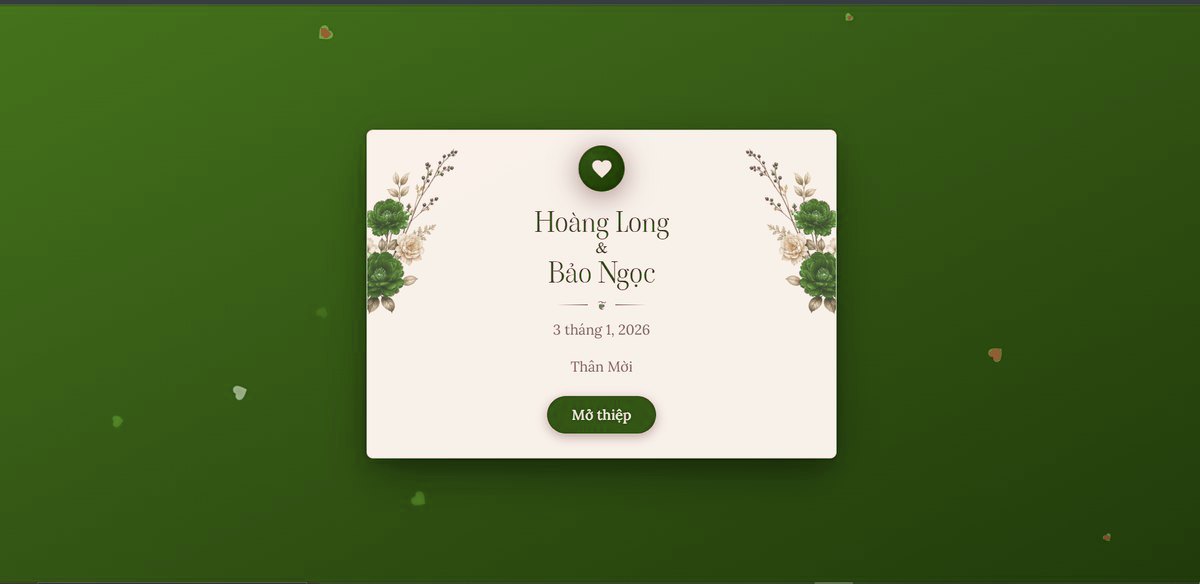 Hoàng Long
&
Bảo Ngọc
3 tháng 1, 2026
Thân Mời
Mở thiệp